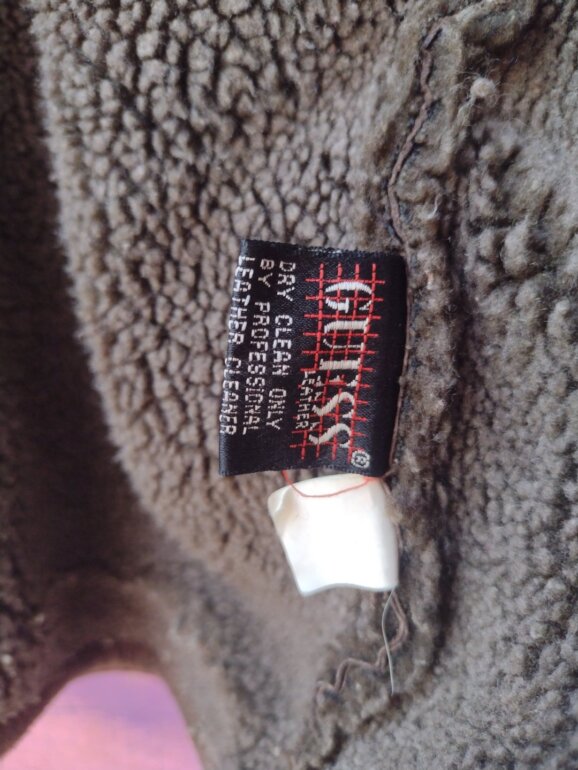 GUESS®
LEATHER
DRY CLEAN ONLY
BY PROFESSIONAL
LEATHER CLEANER